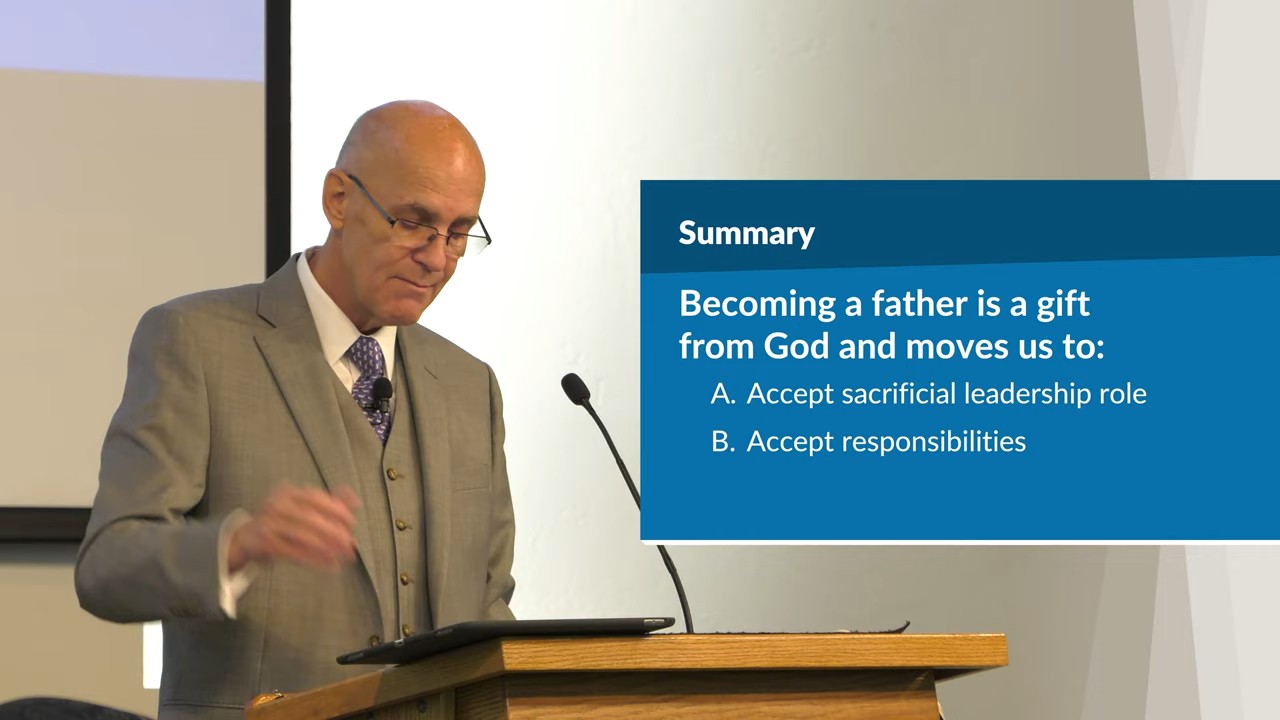 Summary
Becoming a father is a gift
from God and moves us to:
A. Accept sacrificial leadership role
B. Accept responsibilities